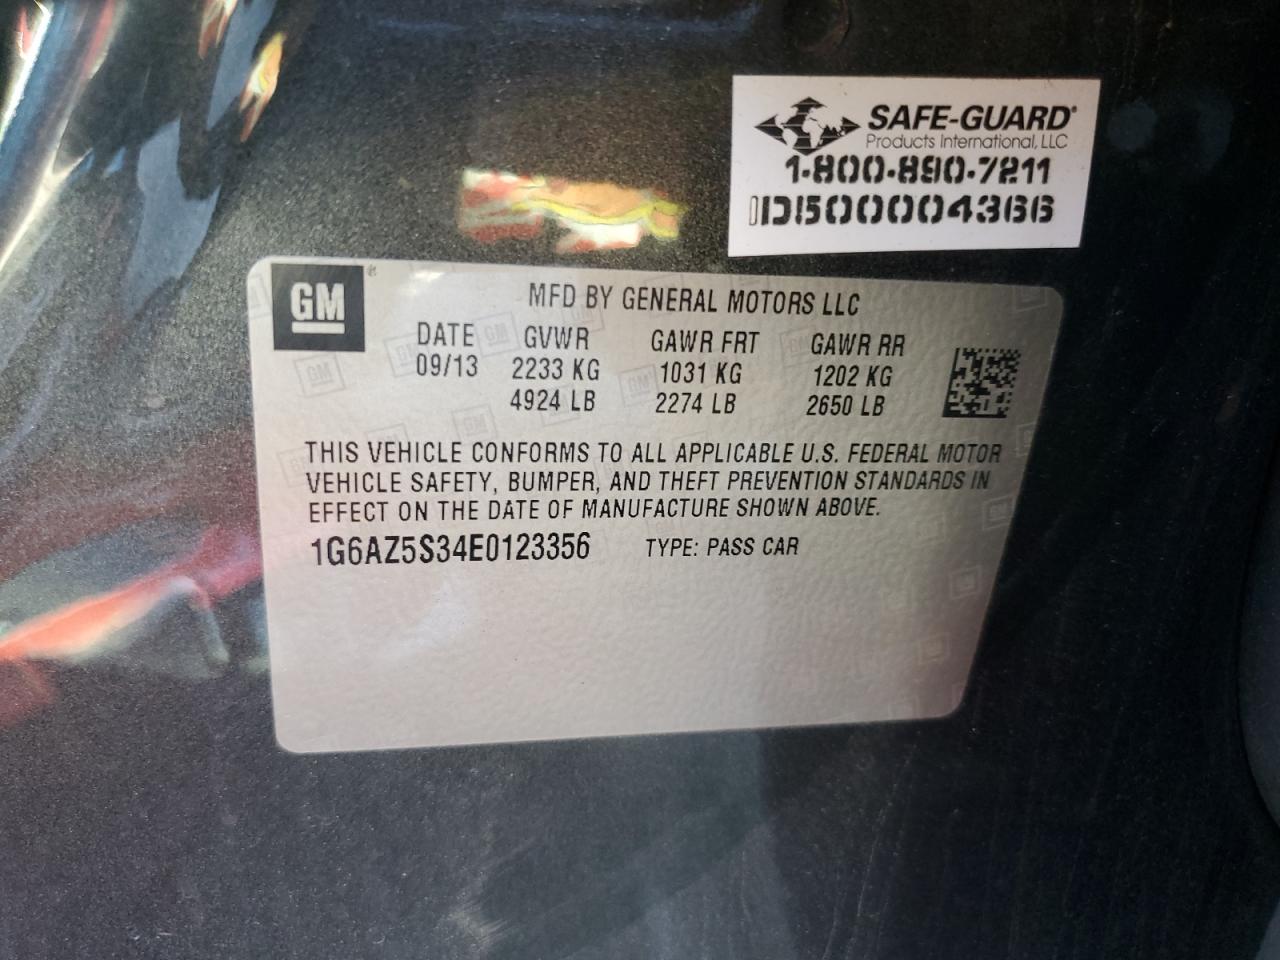 SAFE-GUARD®
Products International, LLC
1-800-890-7211
ID1500004366
GM®
MFD BY GENERAL MOTORS LLC
DATE GVWR GAWR FRT GAWR RR
09/13 2233 KG 1031 KG 1202 KG
4924 LB 2274 LB 2650 LB
THIS VEHICLE CONFORMS TO ALL APPLICABLE U.S. FEDERAL MOTOR
VEHICLE SAFETY, BUMPER, AND THEFT PREVENTION STANDARDS IN
EFFECT ON THE DATE OF MANUFACTURE SHOWN ABOVE.
1G6AZ5S34E0123356 TYPE: PASS CAR